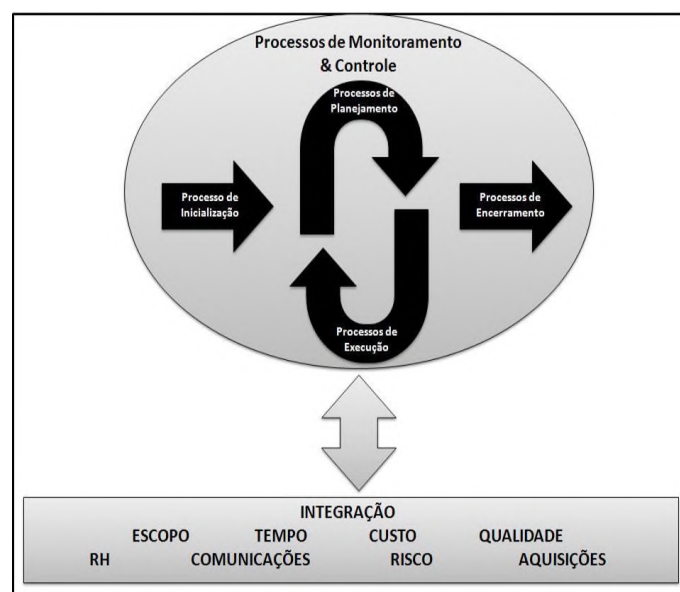 Processos de Monitoramento
& Controle
Processos de
Planejamento
Processo de
Inicialização
Processos de
Encerramento
Processos de
Execução
INTEGRAÇÃO
ESCOPO TEMPO CUSTO QUALIDADE
RH COMUNICAÇÕES RISCO AQUISIÇÕES